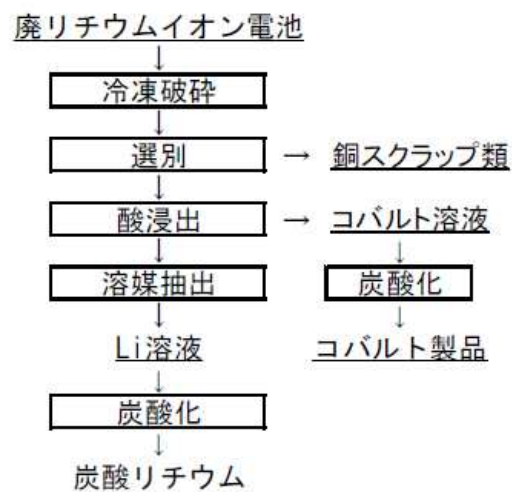 廃リチウムイオン電池
↓
冷凍破砕
↓
選別 → 銅スクラップ類
↓
酸浸出 → コバルト溶液
↓ ↓
溶媒抽出 炭酸化
↓ ↓
Li溶液 コバルト製品
↓
炭酸化
↓
炭酸リチウム